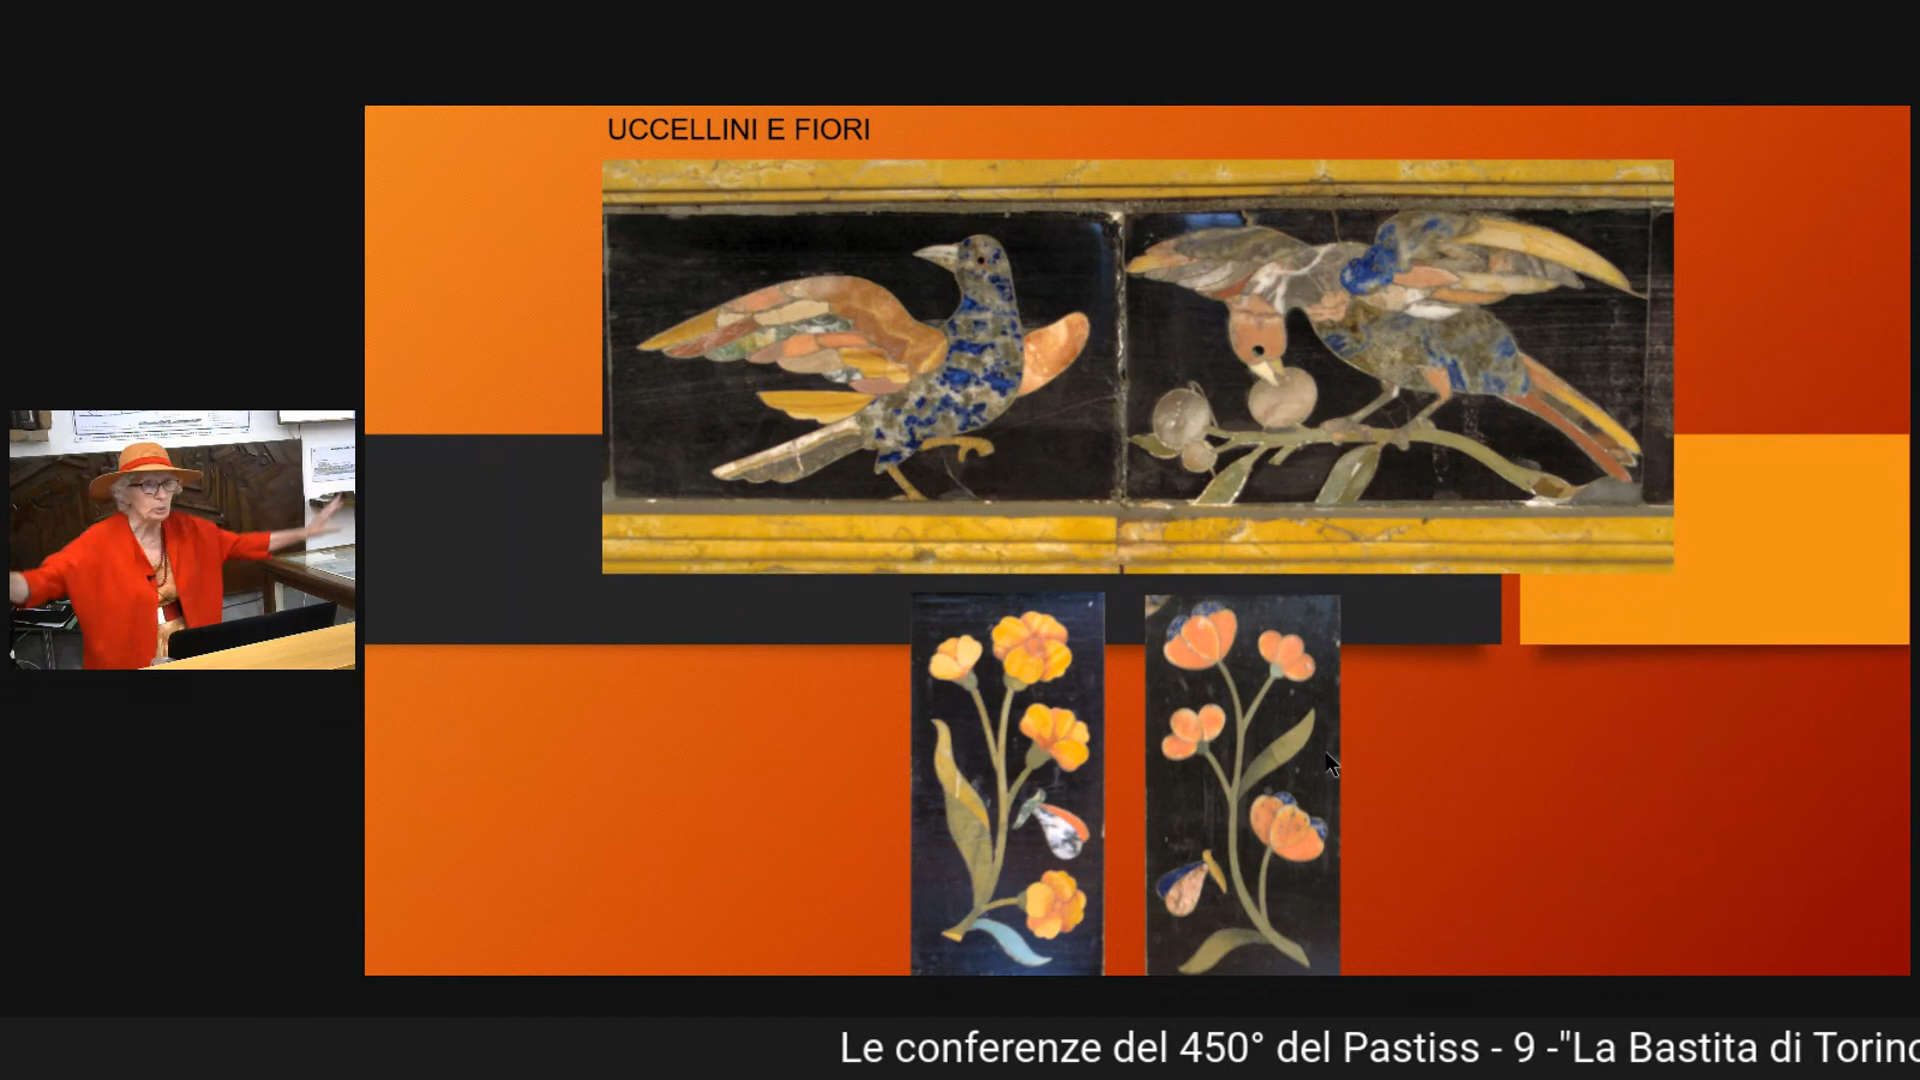 UCCELLINI E FIORI
Le conferenze del 450° del Pastiss - 9 -"La Bastita di Torino